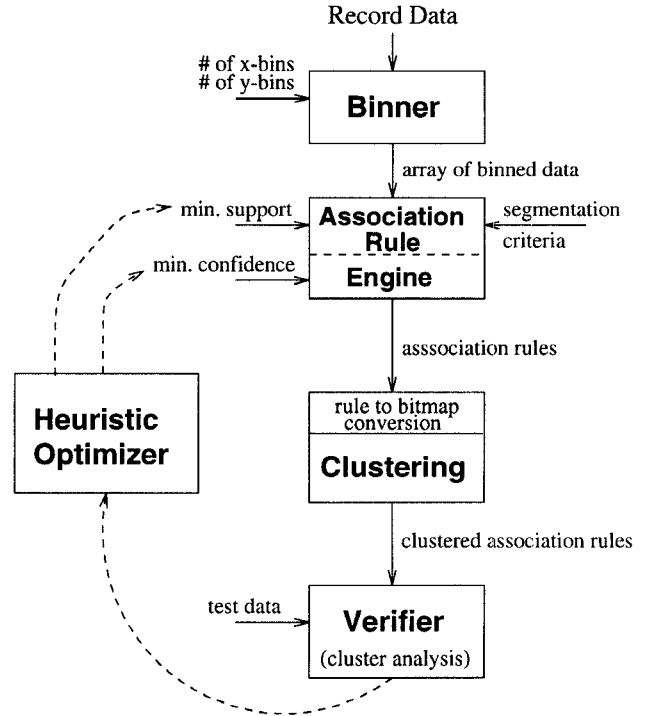 Record Data
# of x-bins
# of y-bins
Binner
array of binned data
min. support
Association
Rule
segmentation
criteria
min. confidence
Engine
asssociation rules
rule to bitmap
conversion
Clustering
Heuristic
Optimizer
clustered association rules
test data
Verifier
(cluster analysis)